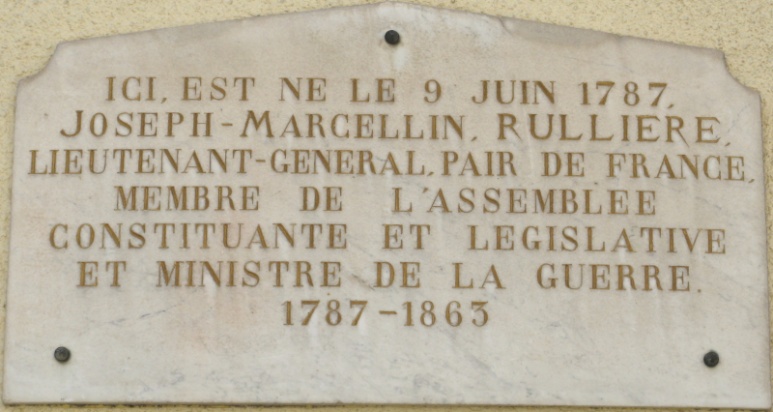 ICI, EST NE LE 9 JUIN 1787,
JOSEPH-MARCELLIN, RULLIERE,
LIEUTENANT-GENERAL, PAIR DE FRANCE,
MEMBRE DE L'ASSEMBLEE
CONSTITUANTE ET LEGISLATIVE
ET MINISTRE DE LA GUERRE.
1787-1863